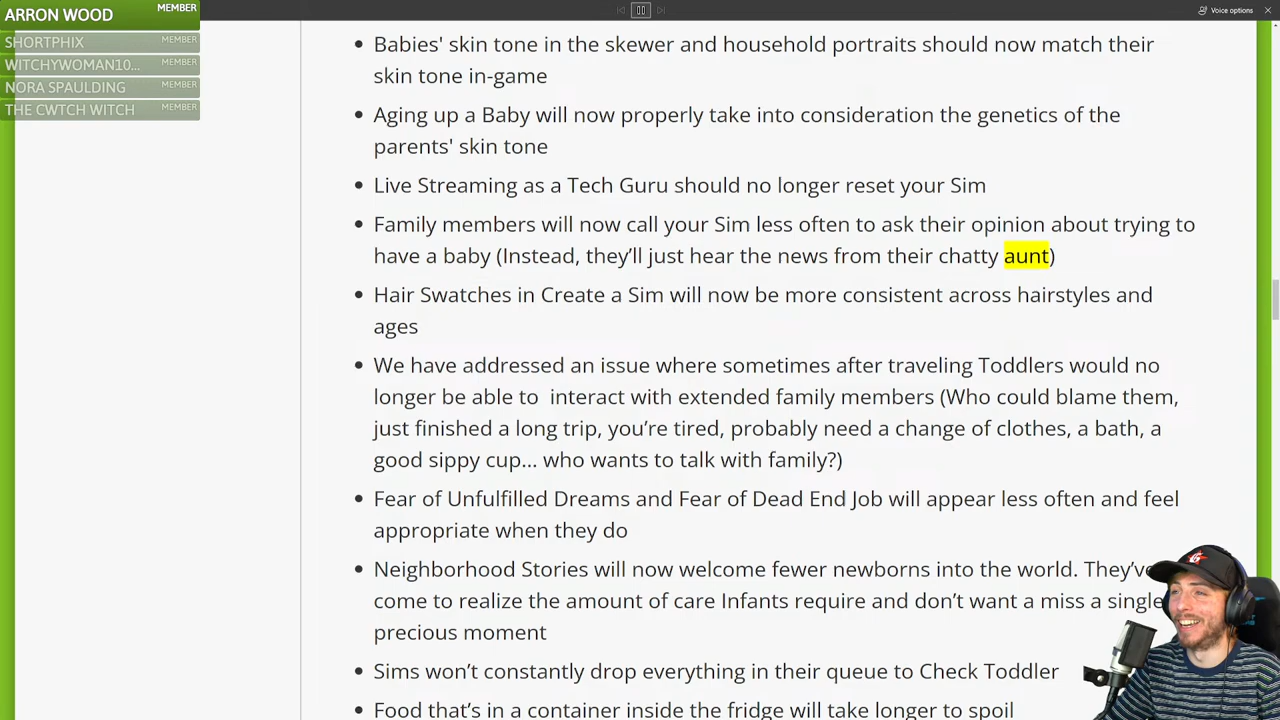 ARRON WOOD MEMBER
SHORTPHIX MEMBER
WITCHYWOMAN10... MEMBER
NORA SPAULDING MEMBER
THE CWTCH WITCH MEMBER
Voice options
Babies' skin tone in the skewer and household portraits should now match their
skin tone in-game
Aging up a Baby will now properly take into consideration the genetics of the
parents' skin tone
Live Streaming as a Tech Guru should no longer reset your Sim
Family members will now call your Sim less often to ask their opinion about trying to
have a baby (Instead, they’ll just hear the news from their chatty aunt)
Hair Swatches in Create a Sim will now be more consistent across hairstyles and
ages
We have addressed an issue where sometimes after traveling Toddlers would no
longer be able to  interact with extended family members (Who could blame them,
just finished a long trip, you’re tired, probably need a change of clothes, a bath, a
good sippy cup... who wants to talk with family?)
Fear of Unfulfilled Dreams and Fear of Dead End Job will appear less often and feel
appropriate when they do
Neighborhood Stories will now welcome fewer newborns into the world.
come to realize the amount of care Infants require and don’t want a miss a single
precious moment
Sims won’t constantly drop everything in their queue to Check Toddler
Food that’s in a container inside the fridge will take longer to spoil